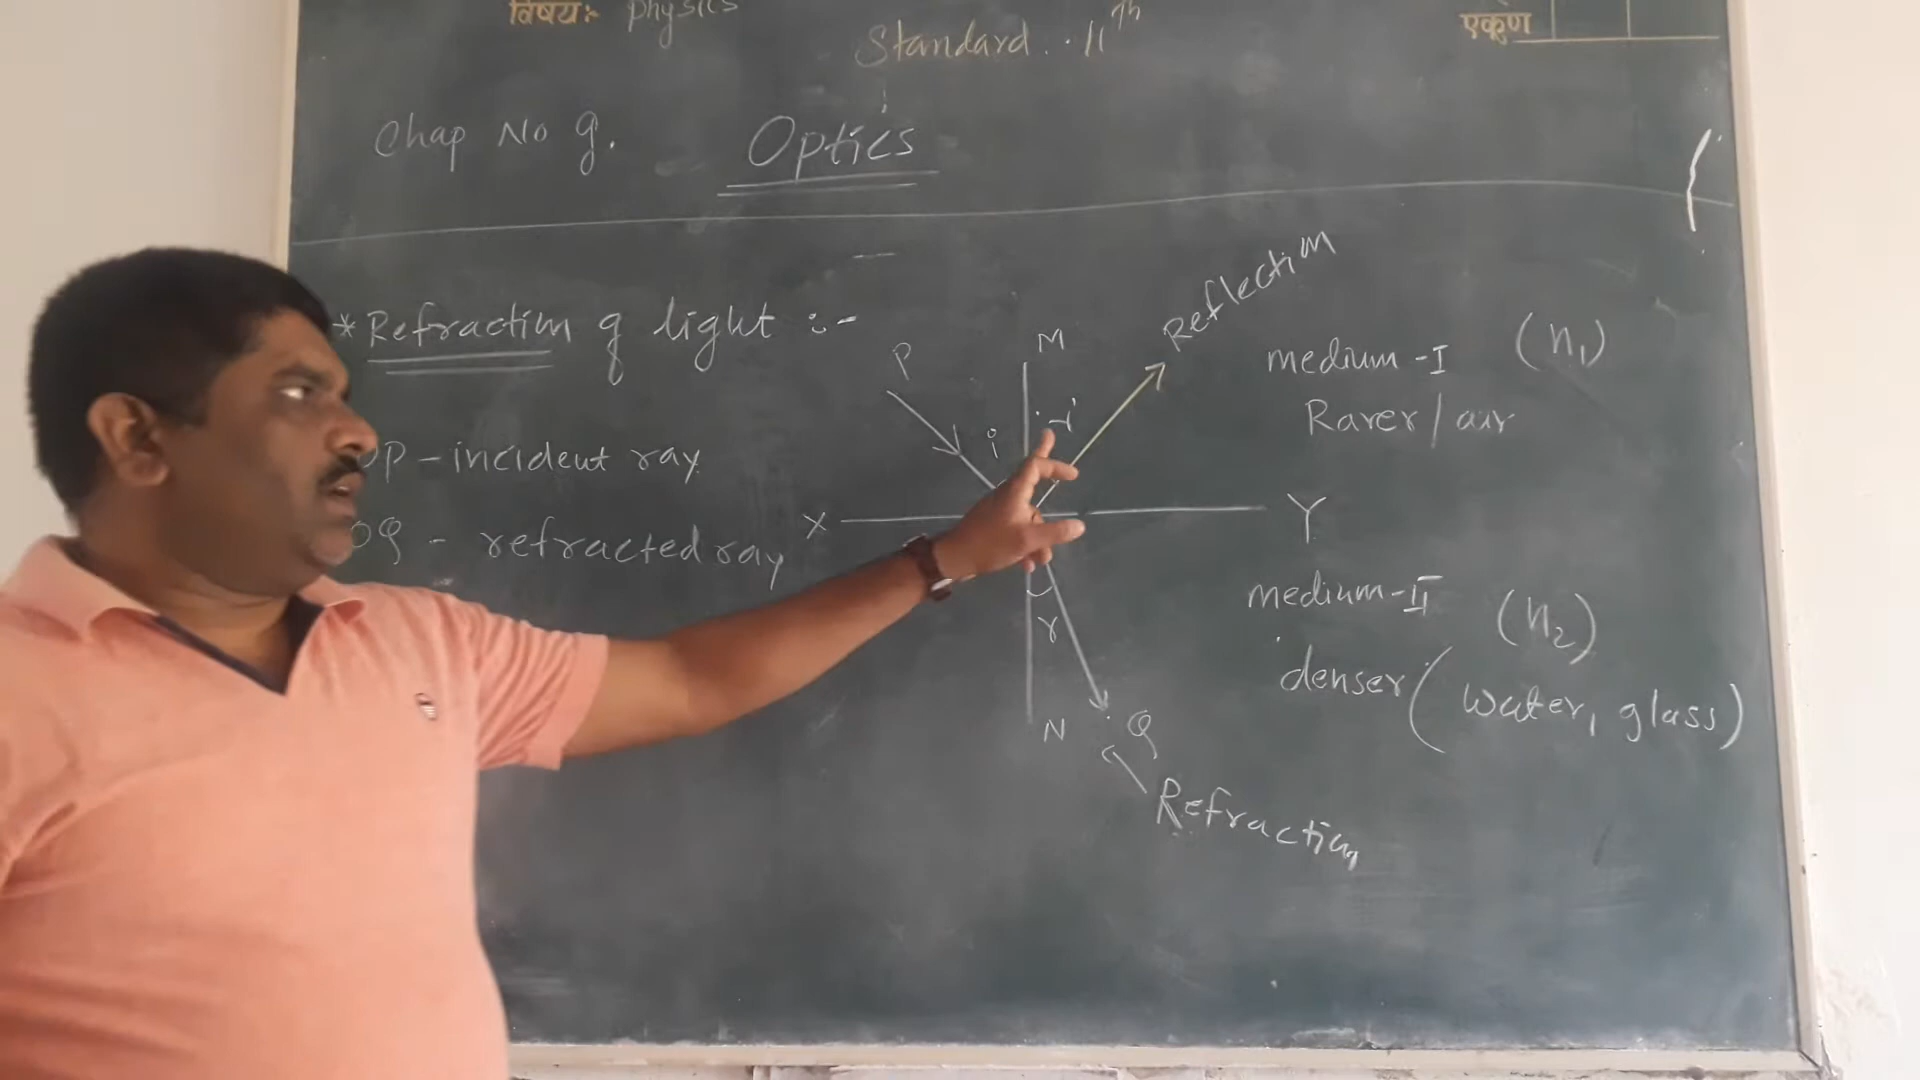 विषय:- Physics
Standard . . 11th
एकूण
Chap No 9.
Optics
* Refraction of light :-
OP - incident ray
OQ - refracted ray
P
M
i
r'
Reflection
X
Y
r
N
Q
Refraction
medium - I (n1)
Rarer / air
medium - II (n2)
denser ( water, glass)